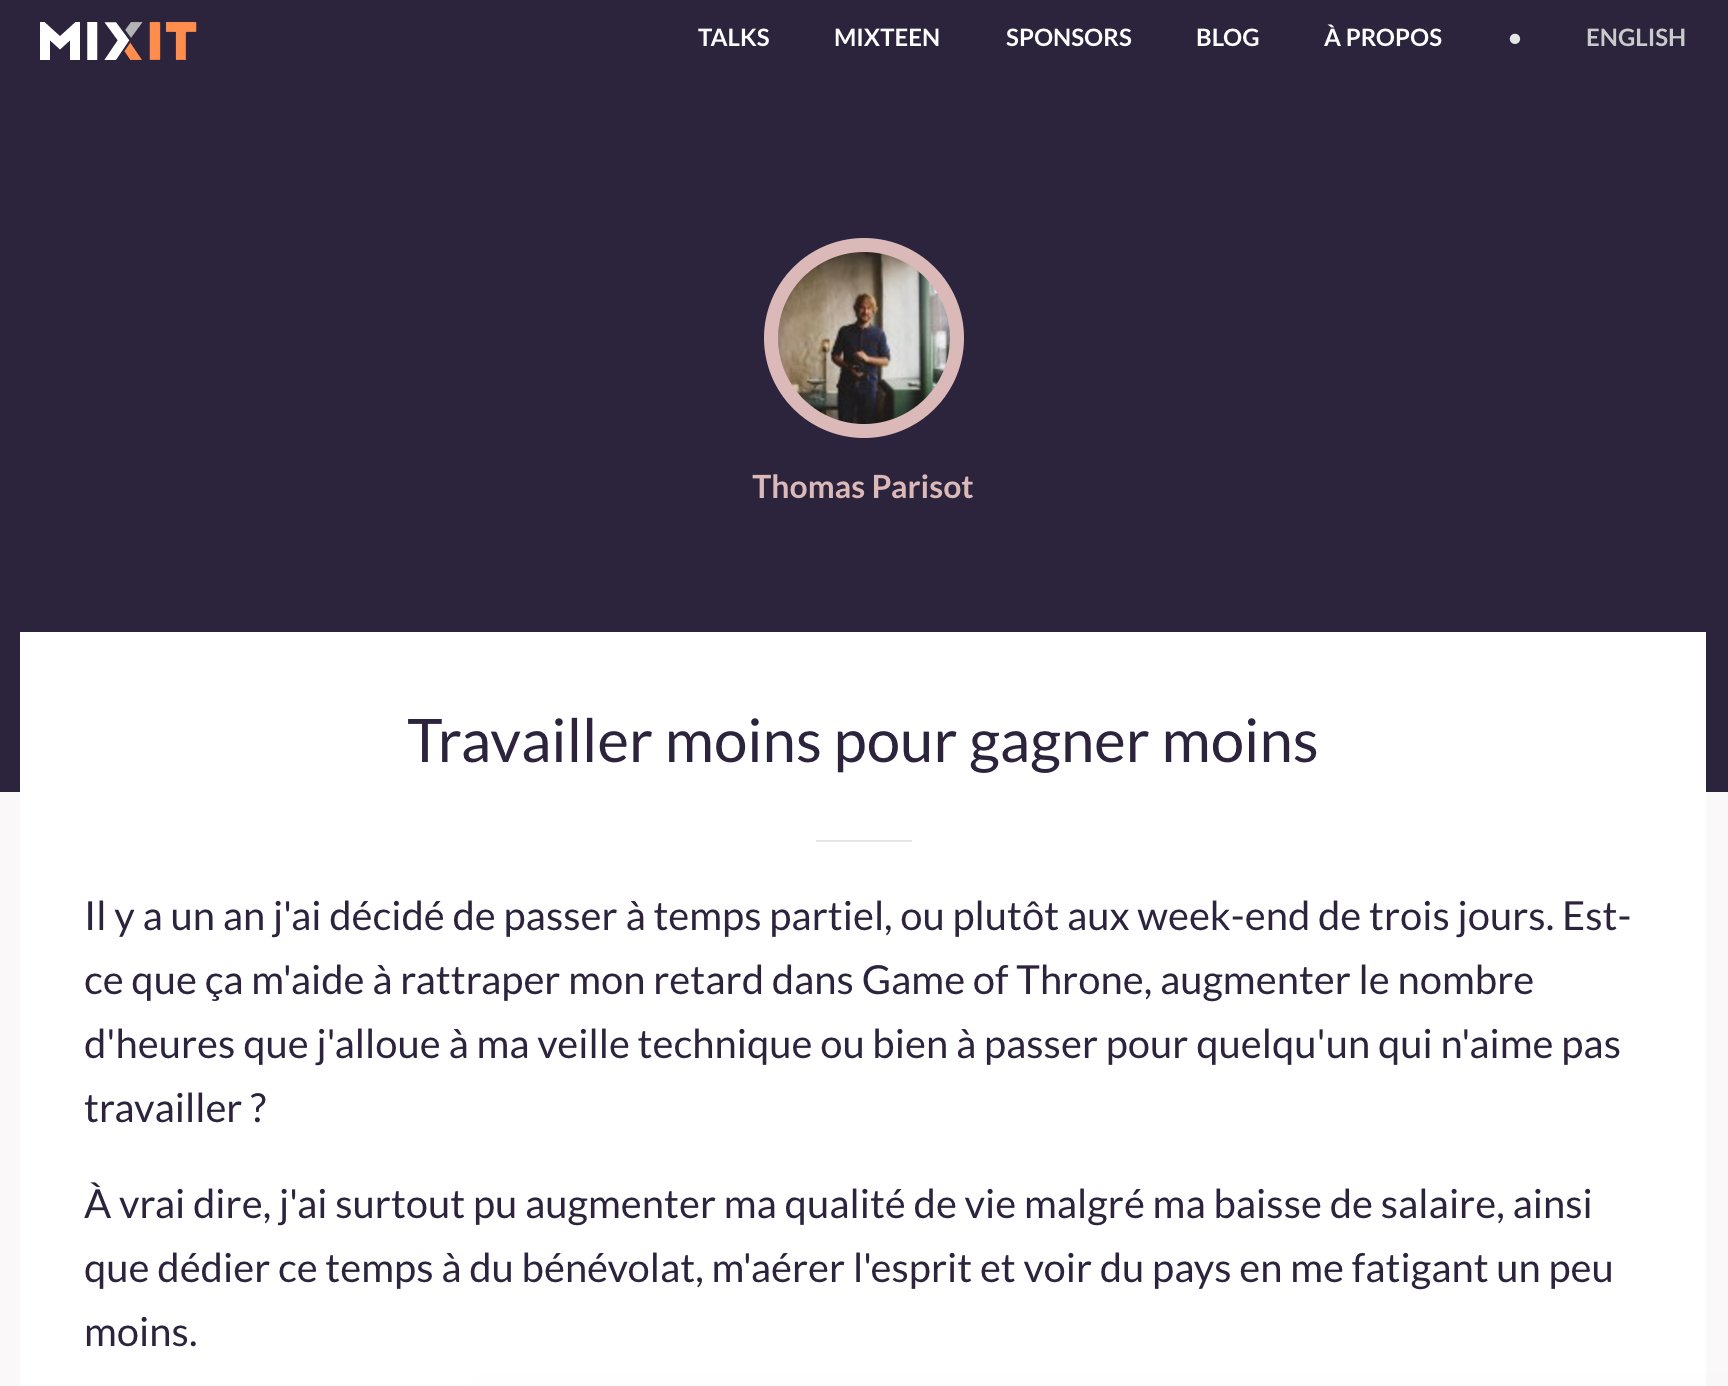 MIXIT
TALKS
MIXTEEN
SPONSORS
BLOG
À PROPOS
ENGLISH
Thomas Parisot
Travailler moins pour gagner moins
Il y a un an j'ai décidé de passer à temps partiel, ou plutôt aux week-end de trois jours. Est-
ce que ça m'aide à rattraper mon retard dans Game of Throne, augmenter le nombre
d'heures que j'alloue à ma veille technique ou bien à passer pour quelqu'un qui n'aime pas
travailler ?
À vrai dire, j'ai surtout pu augmenter ma qualité de vie malgré ma baisse de salaire, ainsi
que dédier ce temps à du bénévolat, m'aérer l'esprit et voir du pays en me fatigant un peu
moins.